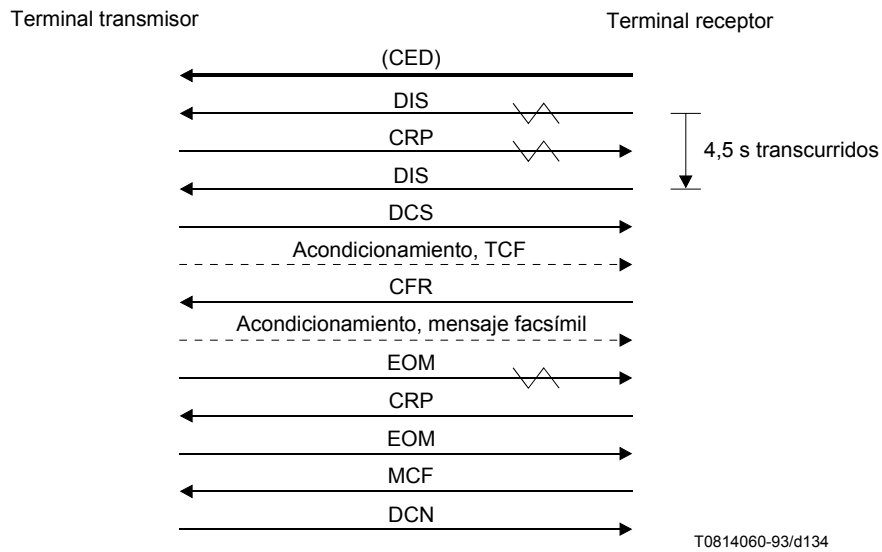 Terminal transmisor
Terminal receptor
(CED)
DIS
CRP
4,5 s transcurridos
DIS
DCS
Acondicionamiento, TCF
CFR
Acondicionamiento, mensaje facsímil
EOM
CRP
EOM
MCF
DCN
T0814060-93/d134